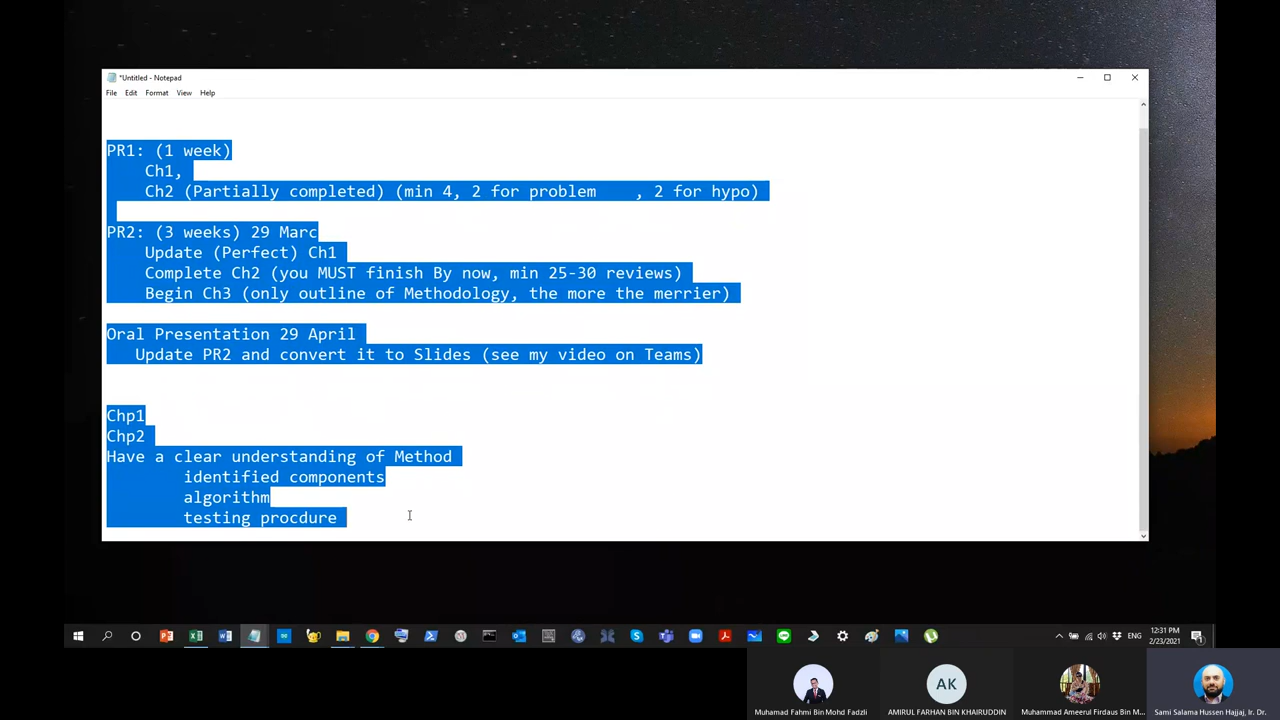 *Untitled - Notepad
File Edit Format View Help
PR1: (1 week)
Ch1,
Ch2 (Partially completed) (min 4, 2 for problem , 2 for hypo)
PR2: (3 weeks) 29 Marc
Update (Perfect) Ch1
Complete Ch2 (you MUST finish By now, min 25-30 reviews)
Begin Ch3 (only outline of Methodology, the more the merrier)
Oral Presentation 29 April
Update PR2 and convert it to Slides (see my video on Teams)
Chp1
Chp2
Have a clear understanding of Method
identified components
algorithm
testing procdure
ENG
12:31 PM
2/23/2021
AK
Muhamad Fahmi Bin Mohd Fadzli
AMIRUL FARHAN BIN KHAIRUDDIN
Muhammad Ameerul Firdaus Bin M...
Sami Salama Hussen Hajjaj, Ir. Dr.